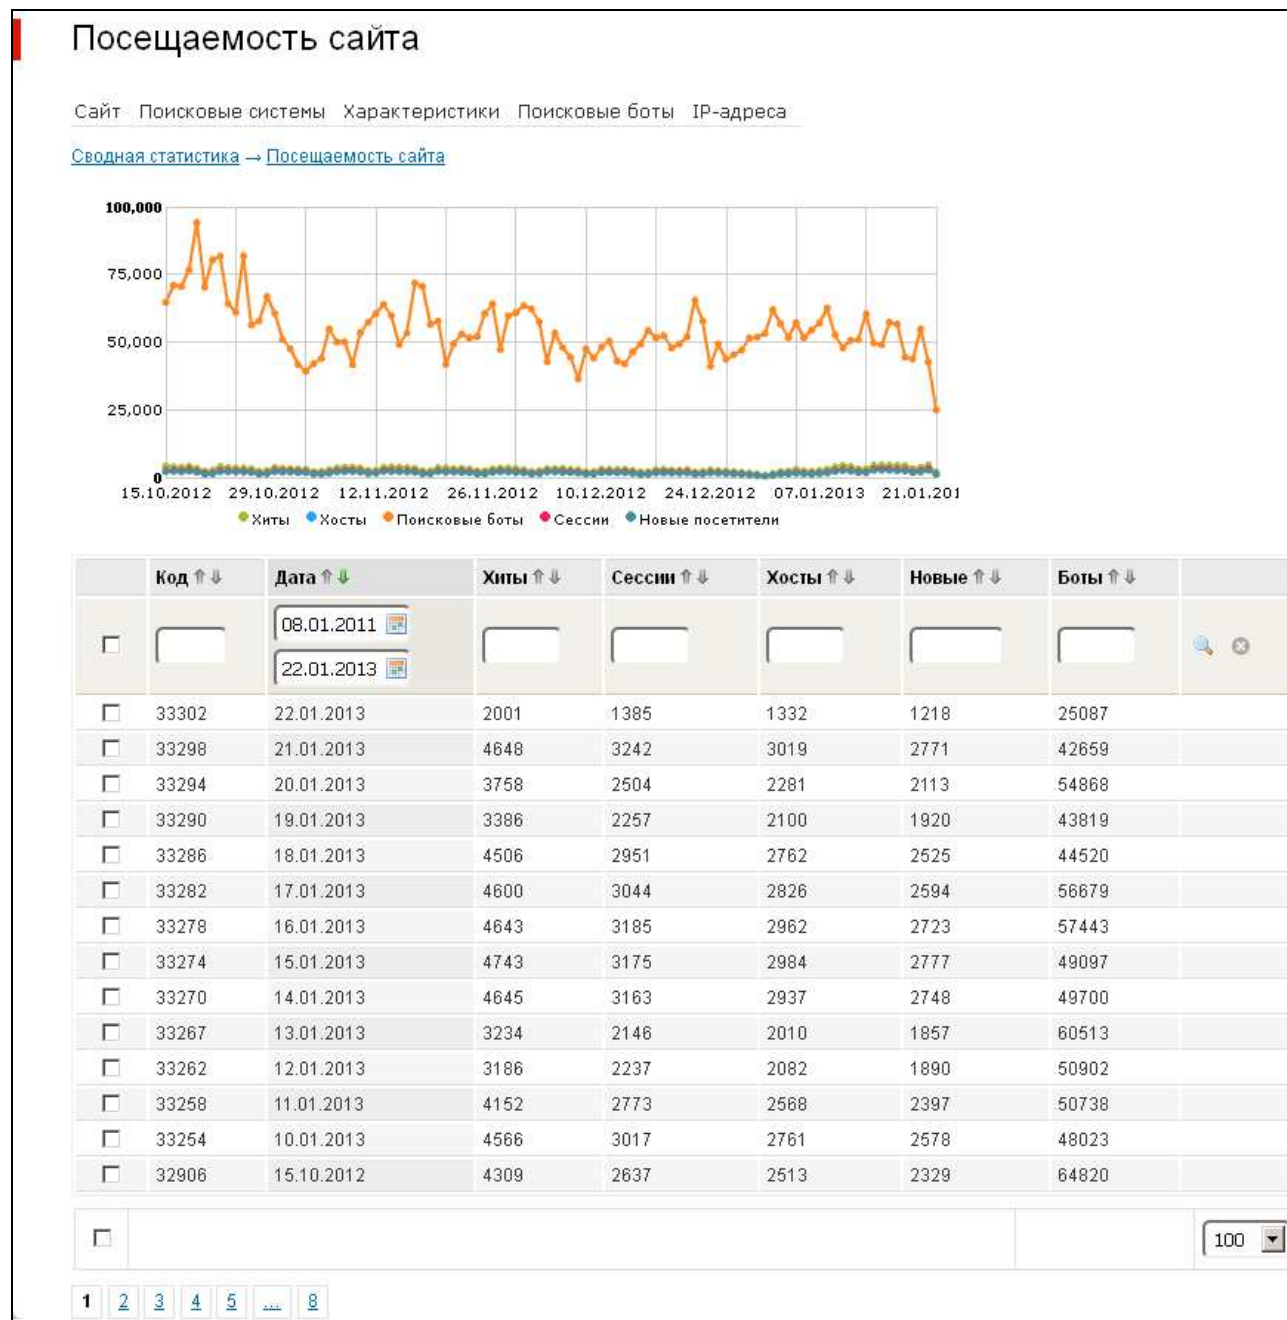 Посещаемость сайта
Сайт Поисковые системы Характеристики Поисковые боты IP-адреса
Сводная статистика → Посещаемость сайта
100,000
75,000
50,000
25,000
0
15.10.2012 29.10.2012 12.11.2012 26.11.2012 10.12.2012 24.12.2012 07.01.2013 21.01.201
Хиты Хосты Поисковые боты Сессии Новые посетители
Код Дата Хиты Сессии Хосты Новые Боты
08.01.2011
22.01.2013
33302 22.01.2013 2001 1385 1332 1218 25087
33298 21.01.2013 4648 3242 3019 2771 42659
33294 20.01.2013 3758 2504 2281 2113 54868
33290 19.01.2013 3386 2257 2100 1920 43819
33286 18.01.2013 4506 2951 2762 2525 44520
33282 17.01.2013 4600 3044 2826 2594 56679
33278 16.01.2013 4643 3185 2962 2723 57443
33274 15.01.2013 4743 3175 2984 2777 49097
33270 14.01.2013 4645 3163 2937 2748 49700
33267 13.01.2013 3234 2146 2010 1857 60513
33262 12.01.2013 3186 2237 2082 1890 50902
33258 11.01.2013 4152 2773 2568 2397 50738
33254 10.01.2013 4566 3017 2761 2578 48023
32906 15.10.2012 4309 2637 2513 2329 64820
100
1 2 3 4 5 ... 8